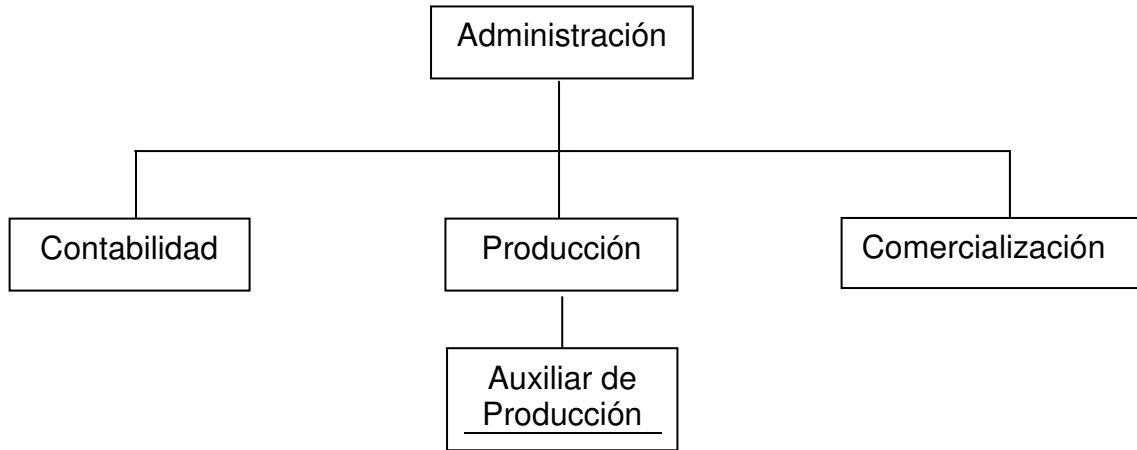 Administración
Contabilidad
Producción
Comercialización
Auxiliar de
Producción